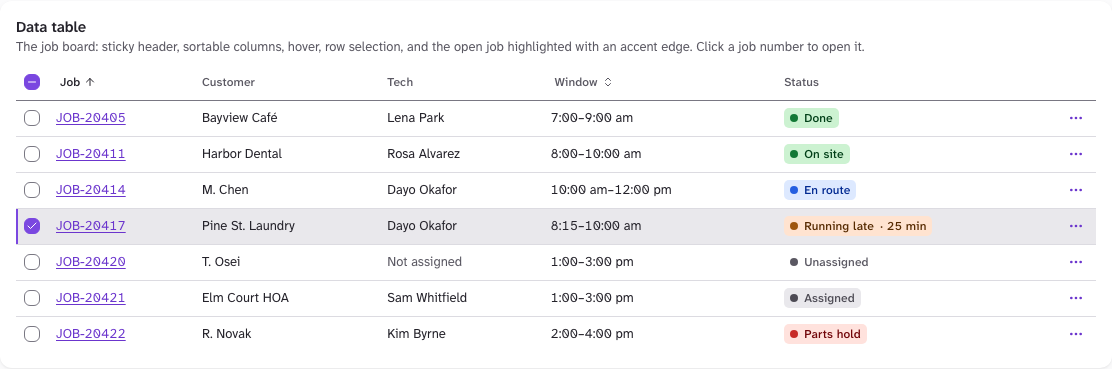 Data table
The job board: sticky header, sortable columns, hover, row selection, and the open job highlighted with an accent edge. Click a job number to open it.
Job Customer Tech Window Status
JOB-20405 Bayview Café Lena Park 7:00–9:00 am Done
JOB-20411 Harbor Dental Rosa Alvarez 8:00–10:00 am On site
JOB-20414 M. Chen Dayo Okafor 10:00 am–12:00 pm En route
JOB-20417 Pine St. Laundry Dayo Okafor 8:15–10:00 am Running late · 25 min
JOB-20420 T. Osei Not assigned 1:00–3:00 pm Unassigned
JOB-20421 Elm Court HOA Sam Whitfield 1:00–3:00 pm Assigned
JOB-20422 R. Novak Kim Byrne 2:00–4:00 pm Parts hold